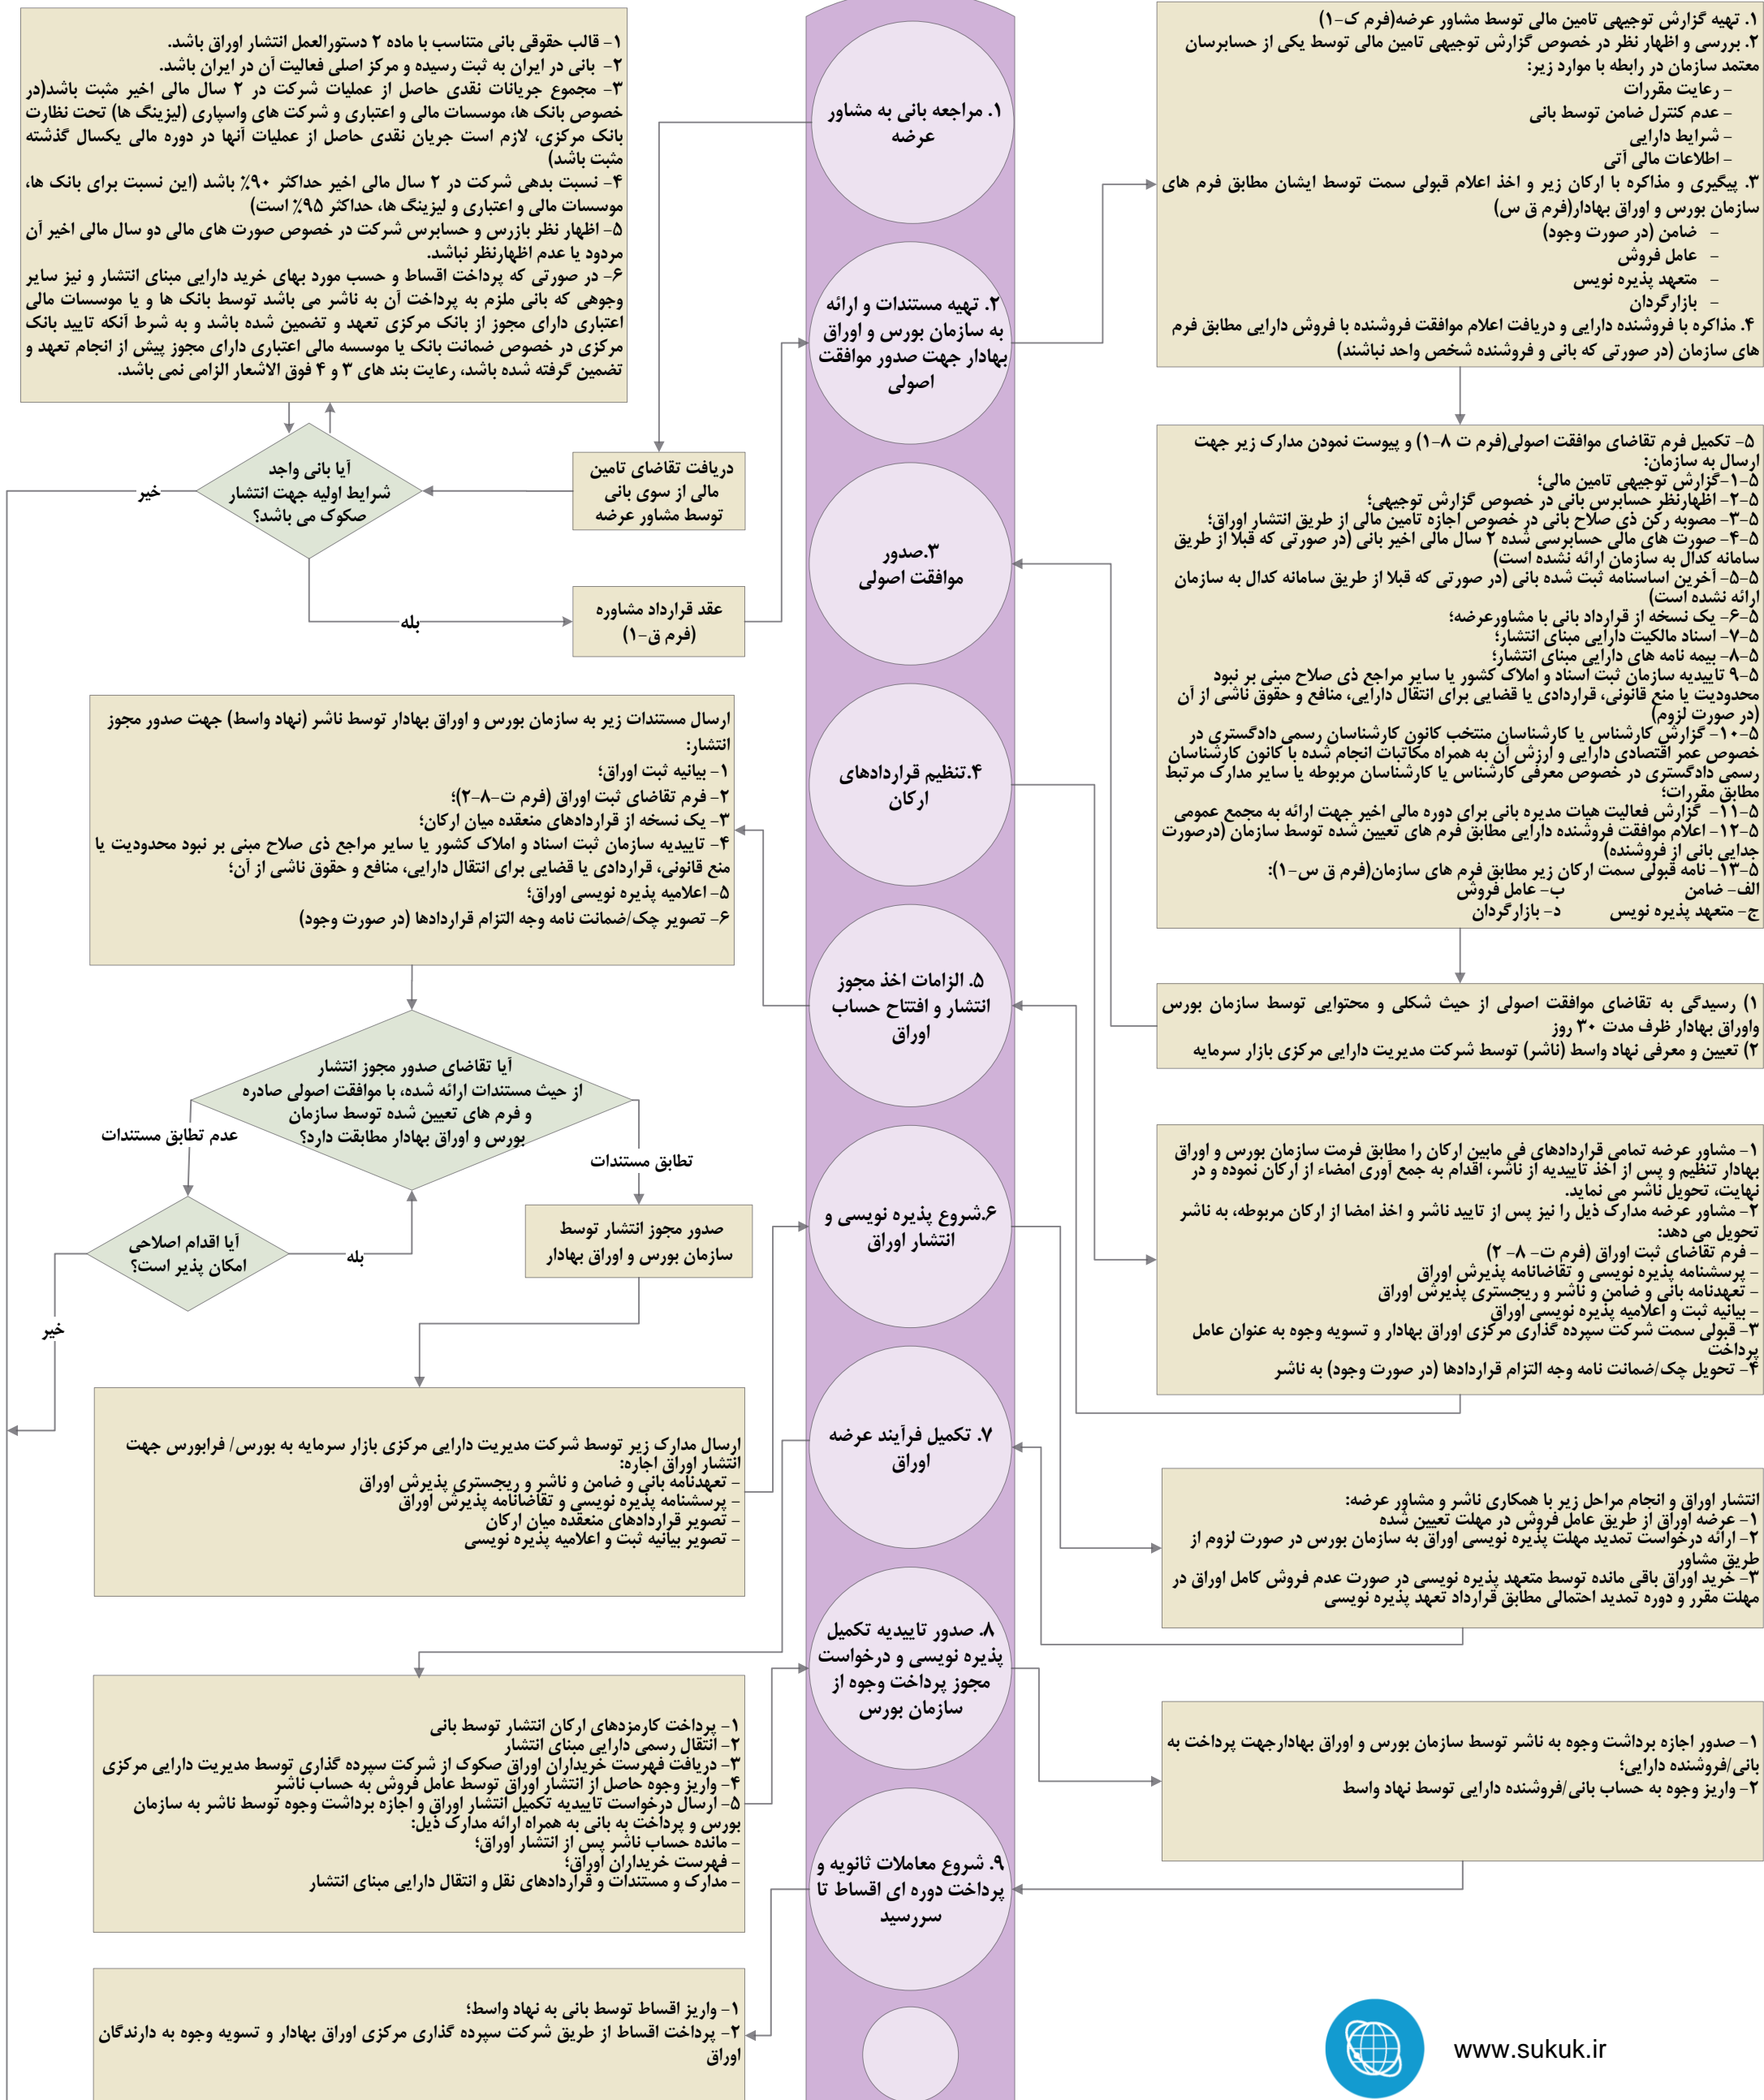 ۱. مراجعه بانی به مشاور
عرضه
۱- قالب حقوقی بانی متناسب با ماده ۲ دستورالعمل انتشار اوراق باشد.
۲- بانی در ایران به ثبت رسیده و مرکز اصلی فعالیت آن در ایران باشد.
۳- مجموع جریانات نقدی حاصل از عملیات شرکت در ۲ سال مالی اخیر مثبت باشد(در
خصوص بانک ها، موسسات مالی و اعتباری و شرکت های واسپاری (لیزینگ ها) تحت نظارت
بانک مرکزی، لازم است جریان نقدی حاصل از عملیات آنها در دوره مالی یکسال گذشته
مثبت باشد)
۴- نسبت بدهی شرکت در ۲ سال مالی اخیر حداکثر ۹۰٪ باشد (این نسبت برای بانک ها،
موسسات مالی و اعتباری و لیزینگ ها، حداکثر ۹۵٪ است)
۵- اظهار نظر بازرس و حسابرس شرکت در خصوص صورت های مالی دو سال مالی اخیر آن
مردود یا عدم اظهارنظر نباشد.
۶- در صورتی که پرداخت اقساط و حسب مورد بهای خرید دارایی مبنای انتشار و نیز سایر
وجوهی که بانی ملزم به پرداخت آن به ناشر می باشد توسط بانک ها و یا موسسات مالی
اعتباری دارای مجوز از بانک مرکزی تعهد و تضمین شده باشد و به شرط آنکه تایید بانک
مرکزی در خصوص ضمانت بانک یا موسسه مالی اعتباری دارای مجوز پیش از انجام تعهد و
تضمین گرفته شده باشد، رعایت بند های ۳ و ۴ فوق الاشعار الزامی نمی باشد.
دریافت تقاضای تامین
مالی از سوی بانی
توسط مشاور عرضه
آیا بانی واجد
شرایط اولیه جهت انتشار
صکوک می باشد؟
خیر
بله
عقد قرارداد مشاوره
(فرم ق-۱)
۲. تهیه مستندات و ارائه
به سازمان بورس و اوراق
بهادار جهت صدور موافقت
اصولی
۱. تهیه گزارش توجیهی تامین مالی توسط مشاور عرضه(فرم ک-۱)
۲. بررسی و اظهار نظر در خصوص گزارش توجیهی تامین مالی توسط یکی از حسابرسان
معتمد سازمان در رابطه با موارد زیر:
- رعایت مقررات
- عدم کنترل ضامن توسط بانی
- شرایط دارایی
- اطلاعات مالی آتی
۳. پیگیری و مذاکره با ارکان زیر و اخذ اعلام قبولی سمت توسط ایشان مطابق فرم های
سازمان بورس و اوراق بهادار(فرم ق س)
- ضامن (در صورت وجود)
- عامل فروش
- متعهد پذیره نویس
- بازارگردان
۴. مذاکره با فروشنده دارایی و دریافت اعلام موافقت فروشنده با فروش دارایی مطابق فرم
های سازمان (در صورتی که بانی و فروشنده شخص واحد نباشند)
۵- تکمیل فرم تقاضای موافقت اصولی(فرم ت ۸-۱) و پیوست نمودن مدارک زیر جهت
ارسال به سازمان:
۵-۱-گزارش توجیهی تامین مالی؛
۵-۲- اظهارنظر حسابرس بانی در خصوص گزارش توجیهی؛
۵-۳- مصوبه رکن ذی صلاح بانی در خصوص اجازه تامین مالی از طریق انتشار اوراق؛
۵-۴- صورت های مالی حسابرسی شده ۲ سال مالی اخیر بانی (در صورتی که قبلا از طریق
سامانه کدال به سازمان ارائه نشده است)
۵-۵- آخرین اساسنامه ثبت شده بانی (در صورتی که قبلا از طریق سامانه کدال به سازمان
ارائه نشده است)
۵-۶- یک نسخه از قرارداد بانی با مشاورعرضه؛
۵-۷- اسناد مالکیت دارایی مبنای انتشار؛
۵-۸- بیمه نامه های دارایی مبنای انتشار؛
۵-۹ تاییدیه سازمان ثبت اسناد و املاک کشور یا سایر مراجع ذی صلاح مبنی بر نبود
محدودیت یا منع قانونی، قراردادی یا قضایی برای انتقال دارایی، منافع و حقوق ناشی از آن
(در صورت لزوم)
۵-۱۰- گزارش کارشناس یا کارشناسان منتخب کانون کارشناسان رسمی دادگستری در
خصوص عمر اقتصادی دارایی و ارزش آن به همراه مکاتبات انجام شده با کانون کارشناسان
رسمی دادگستری در خصوص معرفی کارشناس یا کارشناسان مربوطه یا سایر مدارک مرتبط
مطابق مقررات؛
۵-۱۱- گزارش فعالیت هیات مدیره بانی برای دوره مالی اخیر جهت ارائه به مجمع عمومی
۵-۱۲- اعلام موافقت فروشنده دارایی مطابق فرم های تعیین شده توسط سازمان (درصورت
جدایی بانی از فروشنده)
۵-۱۳- نامه قبولی سمت ارکان زیر مطابق فرم های سازمان(فرم ق س-۱):
الف- ضامن ب- عامل فروش
ج- متعهد پذیره نویس د- بازارگردان
۱) رسیدگی به تقاضای موافقت اصولی از حیث شکلی و محتوایی توسط سازمان بورس
واوراق بهادار ظرف مدت ۳۰ روز
۲) تعیین و معرفی نهاد واسط (ناشر) توسط شرکت مدیریت دارایی مرکزی بازار سرمایه
۳.صدور
موافقت اصولی
۴.تنظیم قراردادهای
ارکان
۱- مشاور عرضه تمامی قراردادهای فی مابین ارکان را مطابق فرمت سازمان بورس و اوراق
بهادار تنظیم و پس از اخذ تاییدیه از ناشر، اقدام به جمع آوری امضاء از ارکان نموده و در
نهایت، تحویل ناشر می نماید.
۲- مشاور عرضه مدارک ذیل را نیز پس از تایید ناشر و اخذ امضا از ارکان مربوطه، به ناشر
تحویل می دهد:
- فرم تقاضای ثبت اوراق (فرم ت- ۸- ۲)
- پرسشنامه پذیره نویسی و تقاضانامه پذیرش اوراق
- تعهدنامه بانی و ضامن و ناشر و ریجستری پذیرش اوراق
- بیانیه ثبت و اعلامیه پذیره نویسی اوراق
۳- قبولی سمت شرکت سپرده گذاری مرکزی اوراق بهادار و تسویه وجوه به عنوان عامل
پرداخت
۴- تحویل چک/ضمانت نامه وجه التزام قراردادها (در صورت وجود) به ناشر
۵. الزامات اخذ مجوز
انتشار و افتتاح حساب
اوراق
ارسال مستندات زیر به سازمان بورس و اوراق بهادار توسط ناشر (نهاد واسط) جهت صدور مجوز
انتشار:
۱- بیانیه ثبت اوراق؛
۲- فرم تقاضای ثبت اوراق (فرم ت-۸-۲)؛
۳- یک نسخه از قراردادهای منعقده میان ارکان؛
۴- تاییدیه سازمان ثبت اسناد و املاک کشور یا سایر مراجع ذی صلاح مبنی بر نبود محدودیت یا
منع قانونی، قراردادی یا قضایی برای انتقال دارایی، منافع و حقوق ناشی از آن؛
۵- اعلامیه پذیره نویسی اوراق؛
۶- تصویر چک/ضمانت نامه وجه التزام قراردادها (در صورت وجود)
آیا تقاضای صدور مجوز انتشار
از حیث مستندات ارائه شده، با موافقت اصولی صادره
و فرم های تعیین شده توسط سازمان
بورس و اوراق بهادار مطابقت دارد؟
عدم تطابق مستندات
تطابق مستندات
آیا اقدام اصلاحی
امکان پذیر است؟
بله
خیر
صدور مجوز انتشار توسط
سازمان بورس و اوراق بهادار
ارسال مدارک زیر توسط شرکت مدیریت دارایی مرکزی بازار سرمایه به بورس/ فرابورس جهت
انتشار اوراق اجاره:
- تعهدنامه بانی و ضامن و ناشر و ریجستری پذیرش اوراق
- پرسشنامه پذیره نویسی و تقاضانامه پذیرش اوراق
- تصویر قراردادهای منعقده میان ارکان
- تصویر بیانیه ثبت و اعلامیه پذیره نویسی
۶.شروع پذیره نویسی و
انتشار اوراق
انتشار اوراق و انجام مراحل زیر با همکاری ناشر و مشاور عرضه:
۱- عرضه اوراق از طریق عامل فروش در مهلت تعیین شده
۲- ارائه درخواست تمدید مهلت پذیره نویسی اوراق به سازمان بورس در صورت لزوم از
طریق مشاور
۳- خرید اوراق باقی مانده توسط متعهد پذیره نویسی در صورت عدم فروش کامل اوراق در
مهلت مقرر و دوره تمدید احتمالی مطابق قرارداد تعهد پذیره نویسی
۷. تکمیل فرآیند عرضه
اوراق
۱- پرداخت کارمزدهای ارکان انتشار توسط بانی
۲- انتقال رسمی دارایی مبنای انتشار
۳- دریافت فهرست خریداران اوراق صکوک از شرکت سپرده گذاری توسط مدیریت دارایی مرکزی
۴- واریز وجوه حاصل از انتشار اوراق توسط عامل فروش به حساب ناشر
۵- ارسال درخواست تاییدیه تکمیل انتشار اوراق و اجازه برداشت وجوه توسط ناشر به سازمان
بورس و پرداخت به بانی به همراه ارائه مدارک ذیل:
- مانده حساب ناشر پس از انتشار اوراق؛
- فهرست خریداران اوراق؛
- مدارک و مستندات و قراردادهای نقل و انتقال دارایی مبنای انتشار
۸. صدور تاییدیه تکمیل
پذیره نویسی و درخواست
مجوز پرداخت وجوه از
سازمان بورس
۱- صدور اجازه برداشت وجوه به ناشر توسط سازمان بورس و اوراق بهادارجهت پرداخت به
بانی/فروشنده دارایی؛
۲- واریز وجوه به حساب بانی/فروشنده دارایی توسط نهاد واسط
۹. شروع معاملات ثانویه و
پرداخت دوره ای اقساط تا
سررسید
۱- واریز اقساط توسط بانی به نهاد واسط؛
۲- پرداخت اقساط از طریق شرکت سپرده گذاری مرکزی اوراق بهادار و تسویه وجوه به دارندگان
اوراق
www.sukuk.ir